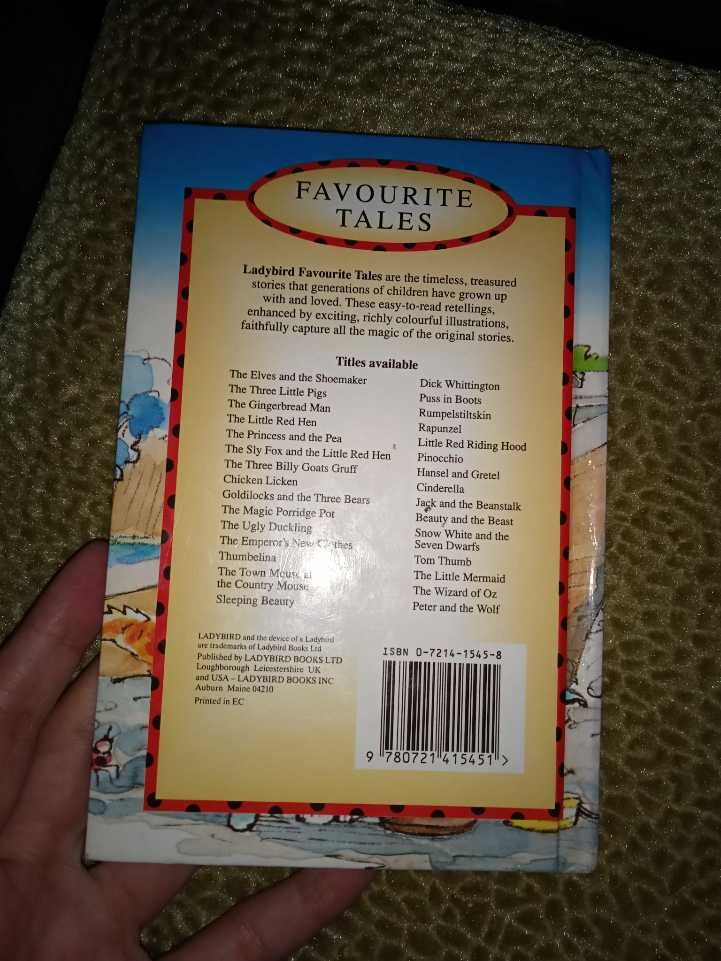 FAVOURITE
TALES
Ladybird Favourite Tales are the timeless, treasured
stories that generations of children have grown up
with and loved. These easy-to-read retellings,
enhanced by exciting, richly colourful illustrations,
faithfully capture all the magic of the original stories.
Titles available
The Elves and the Shoemaker
The Three Little Pigs
The Gingerbread Man
The Little Red Hen
The Princess and the Pea
The Sly Fox and the Little Red Hen
The Three Billy Goats Gruff
Chicken Licken
Goldilocks and the Three Bears
The Magic Porridge Pot
The Ugly Duckling
The Emperor's New Clothes
Thumbelina
The Town Mouse
the Country Mouse
Sleeping Beauty
Dick Whittington
Puss in Boots
Rumpelstiltskin
Rapunzel
Little Red Riding Hood
Pinocchio
Hansel and Gretel
Cinderella
Jack and the Beanstalk
Beauty and the Beast
Snow White and the
Seven Dwarfs
Tom Thumb
The Little Mermaid
The Wizard of Oz
Peter and the Wolf
LADYBIRD and the device of a Ladybird
are trademarks of Ladybird Books Ltd
Published by LADYBIRD BOOKS LTD
Loughborough Leicestershire UK
and USA – LADYBIRD BOOKS INC
Auburn Maine 04210
Printed in EC
ISBN 0-7214-1545-8
9 780721 415451 >